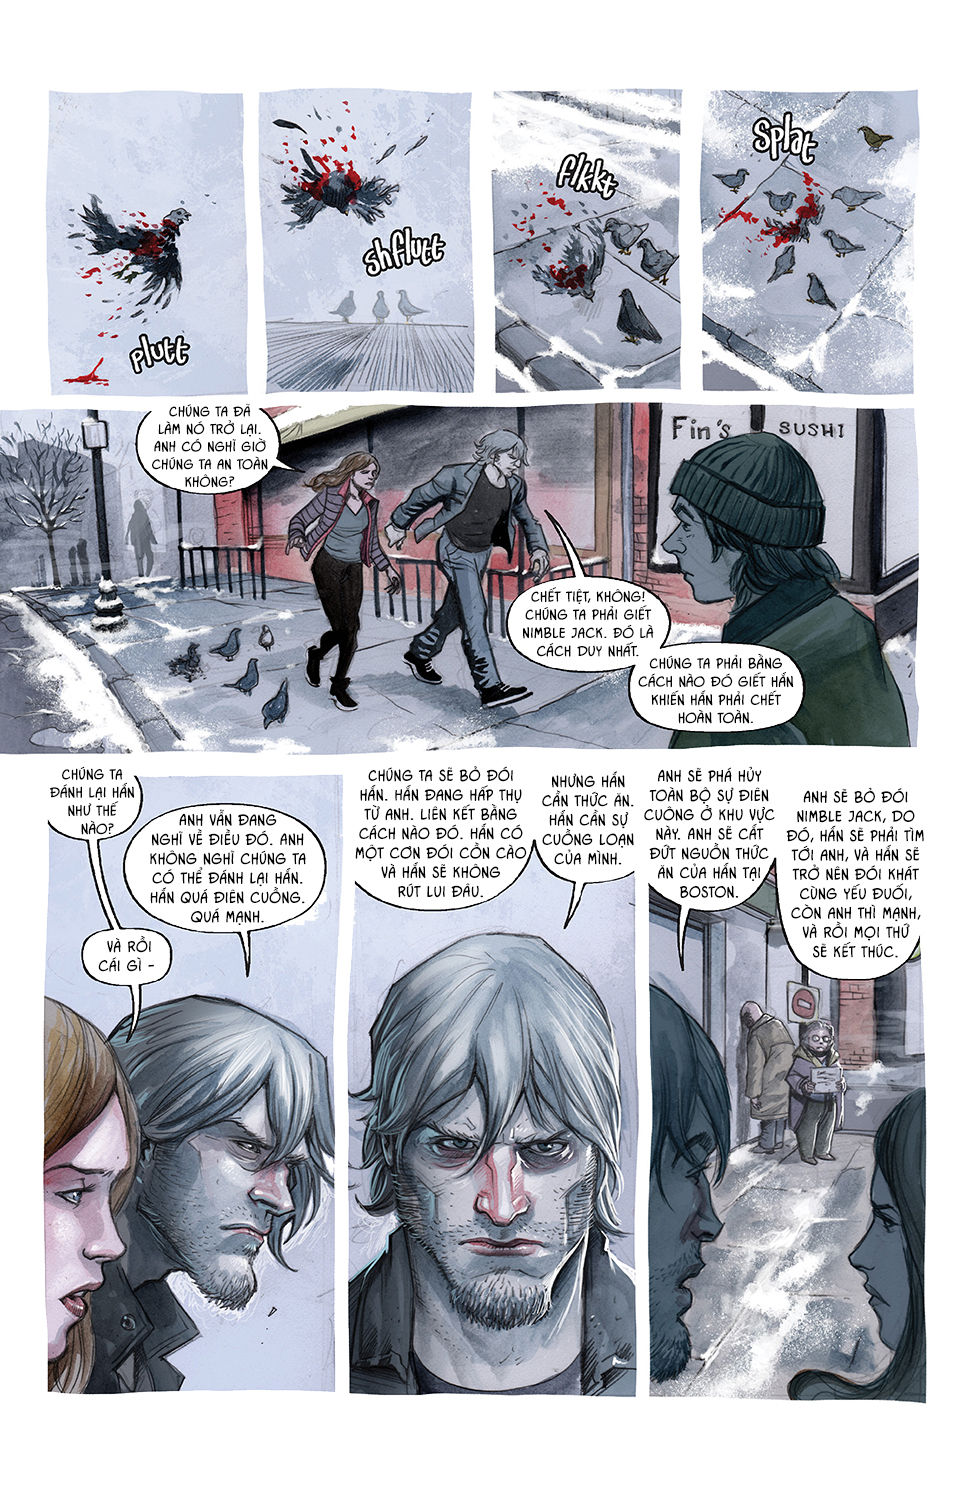 plutt
shflutt
flkkt
splat
CHÚNG TA ĐÃ
LÀM NÓ TRỞ LẠI.
ANH CÓ NGHĨ GIỜ
CHÚNG TA AN TOÀN
KHÔNG?
Fin's SUSHI
CHẾT TIỆT, KHÔNG!
CHÚNG TA PHẢI GIẾT
NIMBLE JACK. ĐÓ LÀ
CÁCH DUY NHẤT.
CHÚNG TA PHẢI BẰNG
CÁCH NÀO ĐÓ GIẾT HẮN
KHIẾN HẮN PHẢI CHẾT
HOÀN TOÀN.
CHÚNG TA
ĐÁNH LẠI HẮN
NHƯ THẾ
NÀO?
ANH VẪN ĐANG
NGHĨ VỀ ĐIỀU ĐÓ. ANH
KHÔNG NGHĨ CHÚNG TA
CÓ THỂ ĐÁNH LẠI HẮN.
HẮN QUÁ ĐIÊN CUỒNG.
QUÁ MẠNH.
VÀ RỒI
CÁI GÌ -
CHÚNG TA SẼ BỎ ĐÓI
HẮN. HẮN ĐANG HẤP THỤ
TỪ ANH. LIÊN KẾT BẰNG
CÁCH NÀO ĐÓ. HẮN CÓ
MỘT CƠN ĐÓI CỒN CÀO
VÀ HẮN SẼ KHÔNG
RÚT LUI ĐÂU.
NHƯNG HẮN
CẦN THỨC ĂN.
HẮN CẦN SỰ
CUỒNG LOẠN
CỦA MÌNH.
ANH SẼ PHÁ HỦY
TOÀN BỘ SỰ ĐIÊN
CUỒNG Ở KHU VỰC
NÀY. ANH SẼ CẮT
ĐỨT NGUỒN THỨC
ĂN CỦA HẮN TẠI
BOSTON.
ANH SẼ BỎ ĐÓI
NIMBLE JACK, DO
ĐÓ, HẮN SẼ PHẢI TÌM
TỚI ANH, VÀ HẮN SẼ
TRỞ NÊN ĐÓI KHÁT
CÙNG YẾU ĐUỐI,
CÒN ANH THÌ MẠNH,
VÀ RỒI MỌI THỨ
SẼ KẾT THÚC.